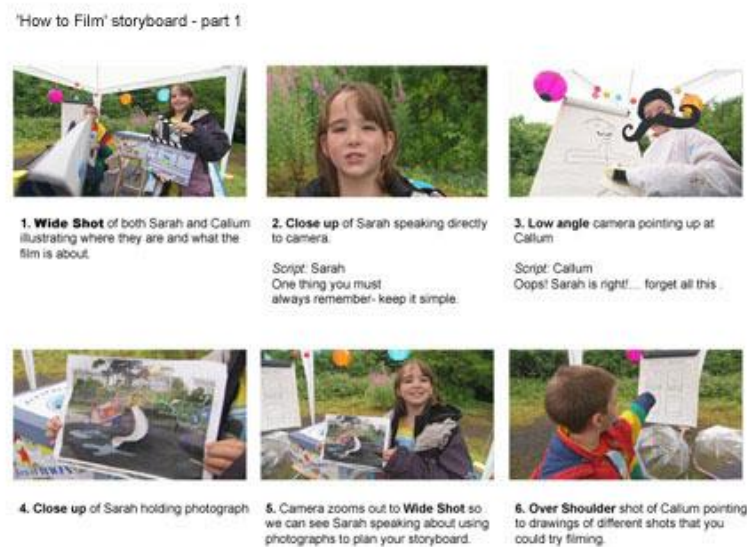 'How to Film' storyboard - part 1
1. Wide Shot of both Sarah and Callum
illustrating where they are and what the
film is about.
2. Close up of Sarah speaking directly
to camera.
Script: Sarah
One thing you must
always remember- keep it simple.
3. Low angle camera pointing up at
Callum
Script: Callum
Oops! Sarah is right!... forget all this .
4. Close up of Sarah holding photograph
5. Camera zooms out to Wide Shot so
we can see Sarah speaking about using
photographs to plan your storyboard.
6. Over Shoulder shot of Callum pointing
to drawings of different shots that you
could try filming.